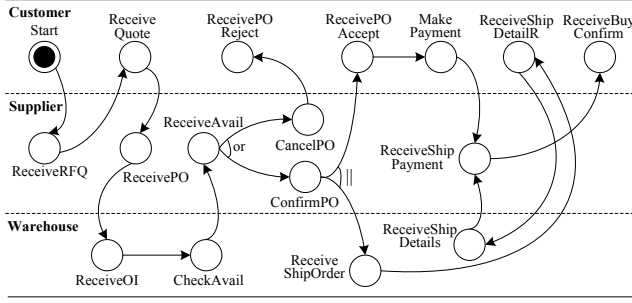 Customer
Start
Receive
Quote
ReceivePO
Reject
ReceivePO
Accept
Make
Payment
ReceiveShip
DetailR
ReceiveBuy
Confirm
Supplier
ReceiveRFQ
ReceivePO
ReceiveAvail
or
CancelPO
ConfirmPO
||
ReceiveShip
Payment
Warehouse
ReceiveOI
CheckAvail
Receive
ShipOrder
ReceiveShip
Details